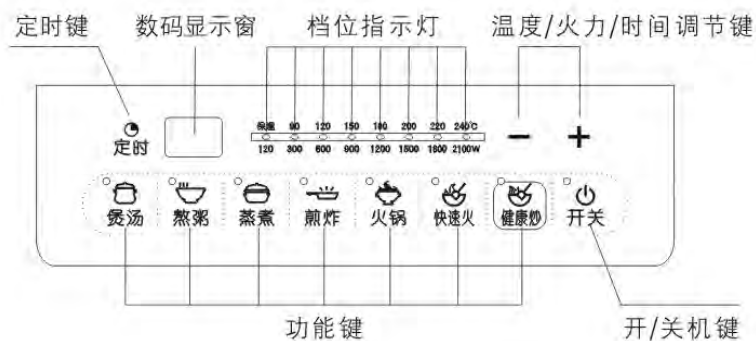 定时键 数码显示窗 档位指示灯 温度/火力/时间调节键
保温 90 120 150 180 200 220 240℃
定时 120 300 600 900 1200 1500 1800 2100W − +
煲汤 熬粥 蒸煮 煎炸 火锅 快速火 健康炒 开关
功能键 开/关机键